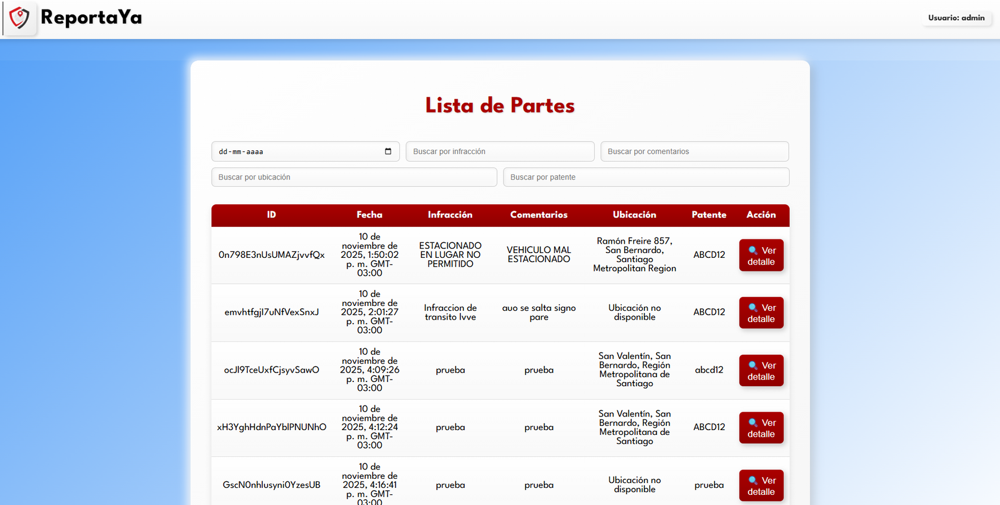 ReportaYa
Usuario: admin
Lista de Partes
dd-mm-aaaa
Buscar por infracción
Buscar por comentarios
Buscar por ubicación
Buscar por patente
ID Fecha Infracción Comentarios Ubicación Patente Acción
0n798E3nUsUMAZjvvfQx
10 de
noviembre de
2025, 1:50:02
p. m. GMT-
03:00
ESTACIONADO
EN LUGAR NO
PERMITIDO
VEHICULO MAL
ESTACIONADO
Ramón Freire 857,
San Bernardo,
Santiago
Metropolitan Region
ABCD12
Ver
detalle
emvhtfgjI7uNfVexSnxJ
10 de
noviembre de
2025, 2:01:27
p. m. GMT-
03:00
Infraccion de
transito lvve
auo se salta signo
pare
Ubicación no
disponible
ABCD12
Ver
detalle
ocJl9TceUxfCjsyvSawO
10 de
noviembre de
2025, 4:09:26
p. m. GMT-
03:00
prueba
prueba
San Valentín, San
Bernardo, Región
Metropolitana de
Santiago
abcd12
Ver
detalle
xH3YghHdnPaYblPNUNhO
10 de
noviembre de
2025, 4:12:24
p. m. GMT-
03:00
prueba
prueba
San Valentín, San
Bernardo, Región
Metropolitana de
Santiago
ABCD12
Ver
detalle
GscN0nhlusyni0YzesUB
10 de
noviembre de
2025, 4:16:41
p. m. GMT-
03:00
prueba
prueba
Ubicación no
disponible
prueba
Ver
detalle